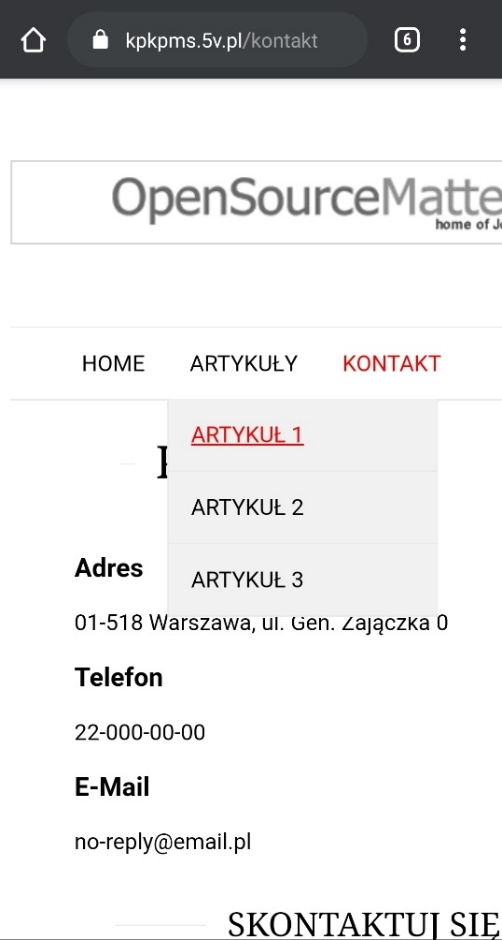 6
kpkpms.5v.pl/kontakt
OpenSourceMatte
home of J
HOME ARTYKUŁY KONTAKT
ARTYKUŁ 1
ARTYKUŁ 2
ARTYKUŁ 3
Adres
01-518 Warszawa, ul. Gen. Zajączka 0
Telefon
22-000-00-00
E-Mail
no-reply@email.pl
SKONTAKTUJ SIĘ